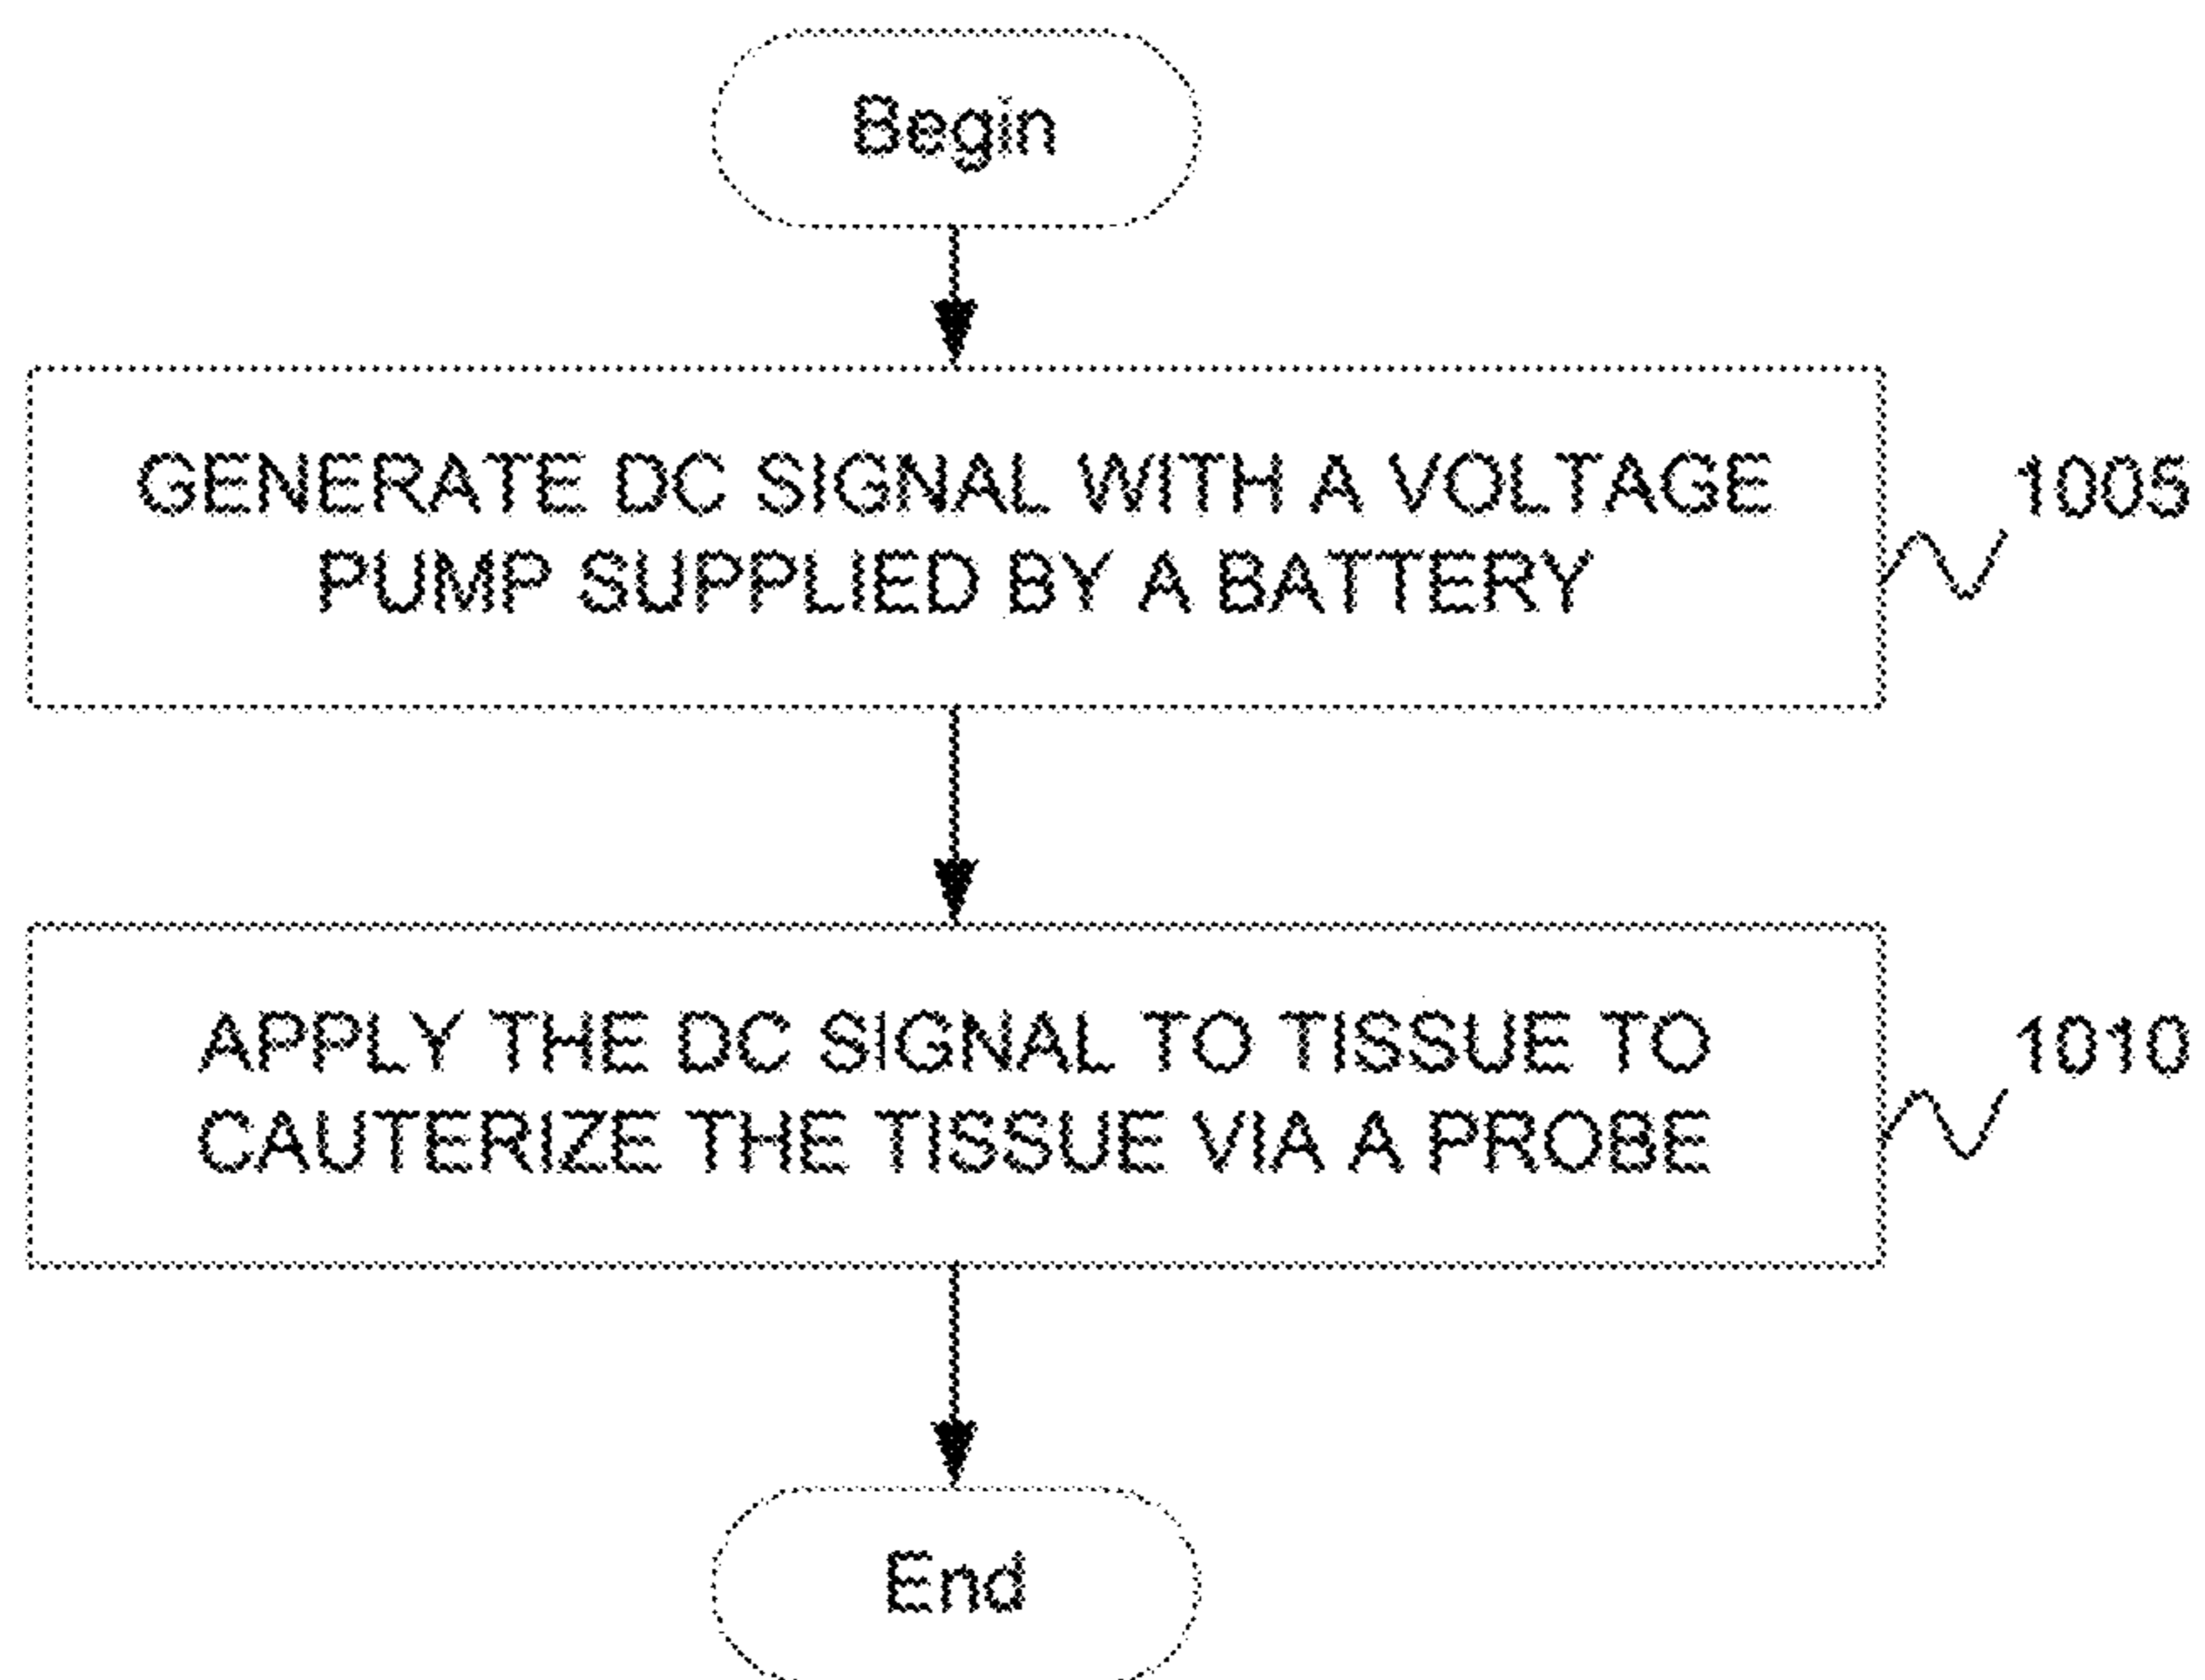 Begin
GENERATE DC SIGNAL WITH A VOLTAGE
PUMP SUPPLIED BY A BATTERY
1005
APPLY THE DC SIGNAL TO TISSUE TO
CAUTERIZE THE TISSUE VIA A PROBE
1010
End